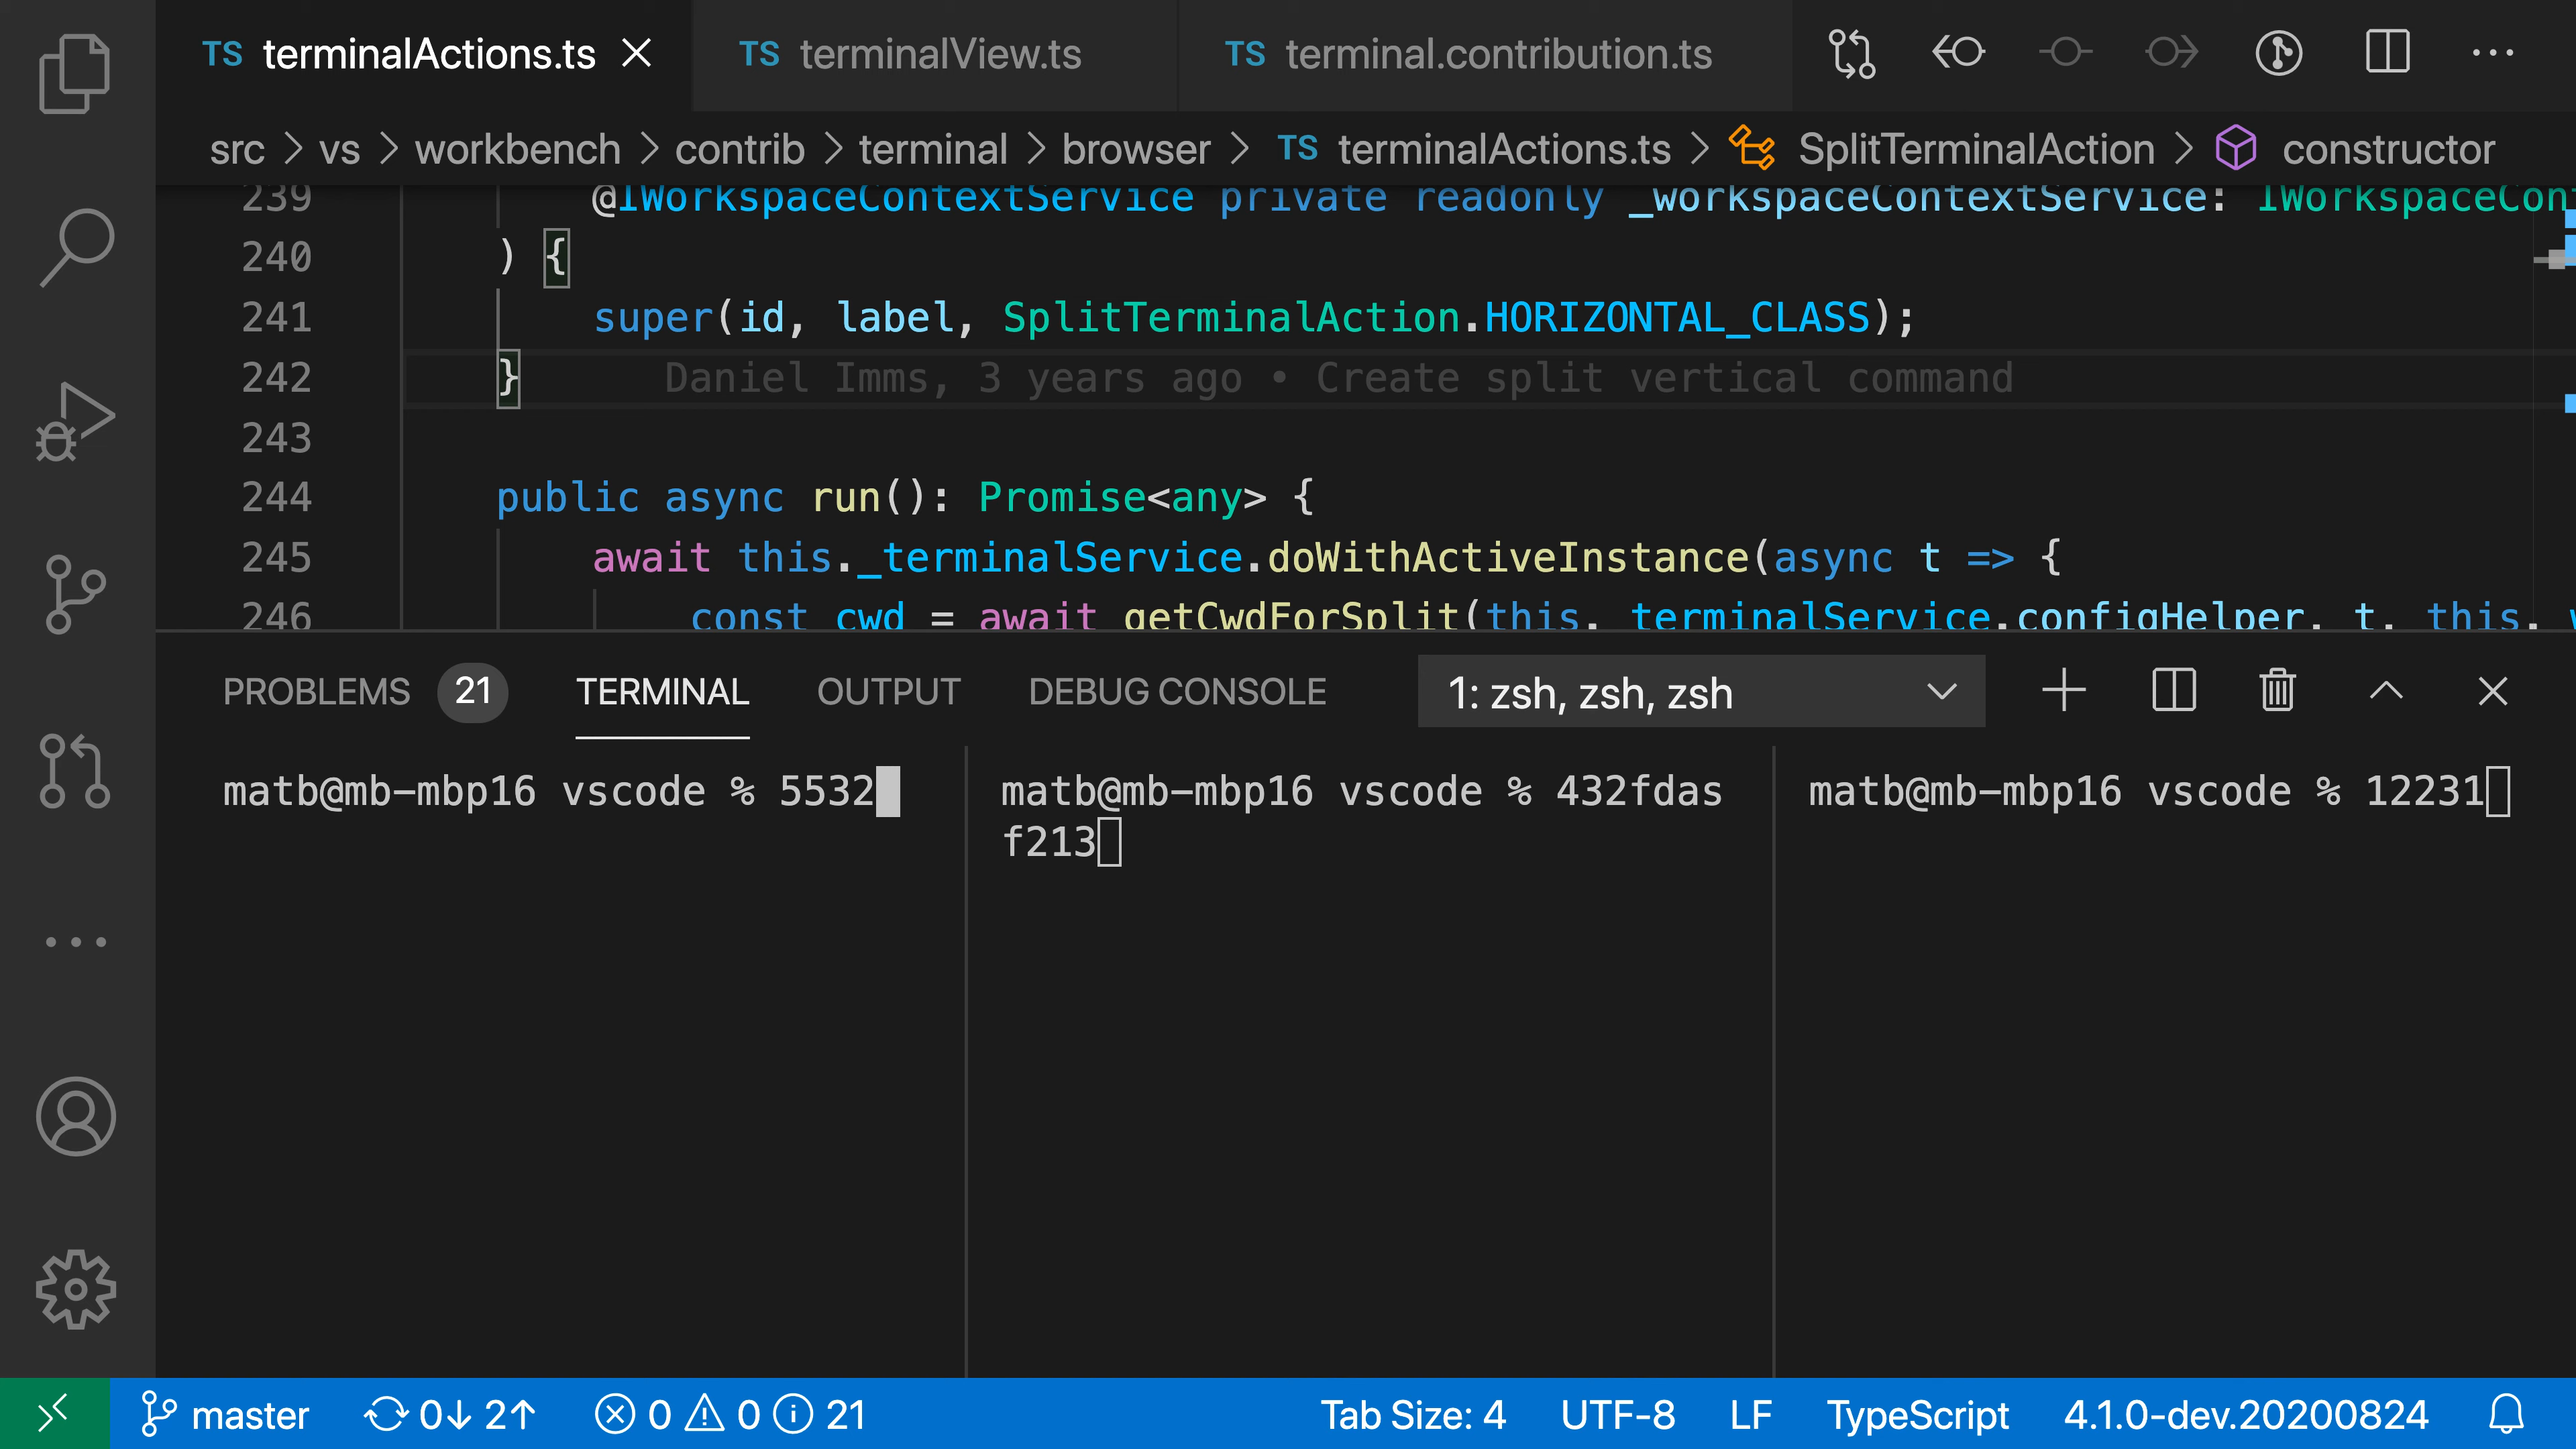 TS terminalActions.ts TS terminalView.ts TS terminal.contribution.ts
src > vs > workbench > contrib > terminal > browser > TS terminalActions.ts > SplitTerminalAction > constructor
239 @IWorkspaceContextService private readonly _workspaceContextService: IWorkspaceCon
240 ) {
241 super(id, label, SplitTerminalAction.HORIZONTAL_CLASS);
242 } Daniel Imms, 3 years ago • Create split vertical command
243
244 public async run(): Promise<any> {
245 await this._terminalService.doWithActiveInstance(async t => {
246 const cwd = await getCwdForSplit(this._terminalService.configHelper, t, this.
PROBLEMS 21 TERMINAL OUTPUT DEBUG CONSOLE 1: zsh, zsh, zsh
matb@mb-mbp16 vscode % 5532
matb@mb-mbp16 vscode % 432fdas
f213
matb@mb-mbp16 vscode % 12231
master 0↓ 2↑ 0 0 21 Tab Size: 4 UTF-8 LF TypeScript 4.1.0-dev.20200824